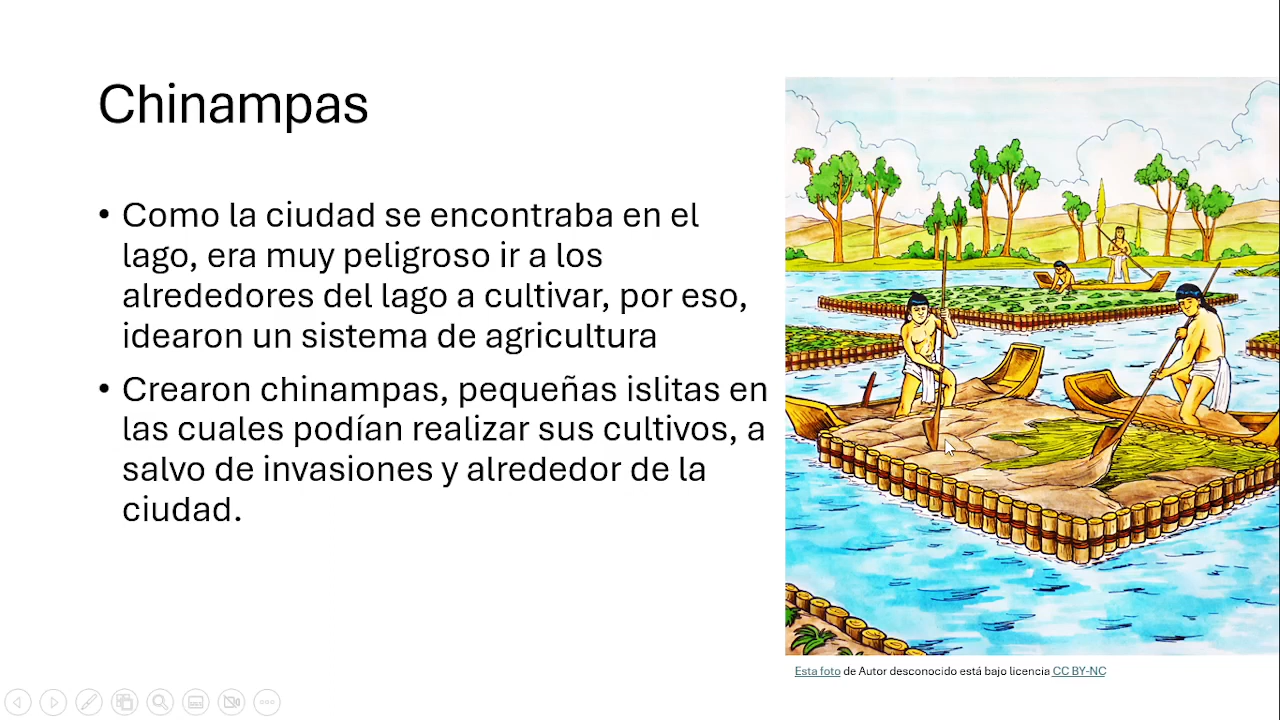 Chinampas
• Como la ciudad se encontraba en el
lago, era muy peligroso ir a los
alrededores del lago a cultivar, por eso,
idearon un sistema de agricultura
• Crearon chinampas, pequeñas islitas en
las cuales podían realizar sus cultivos, a
salvo de invasiones y alrededor de la
ciudad.
Esta foto de Autor desconocido está bajo licencia CC BY-NC